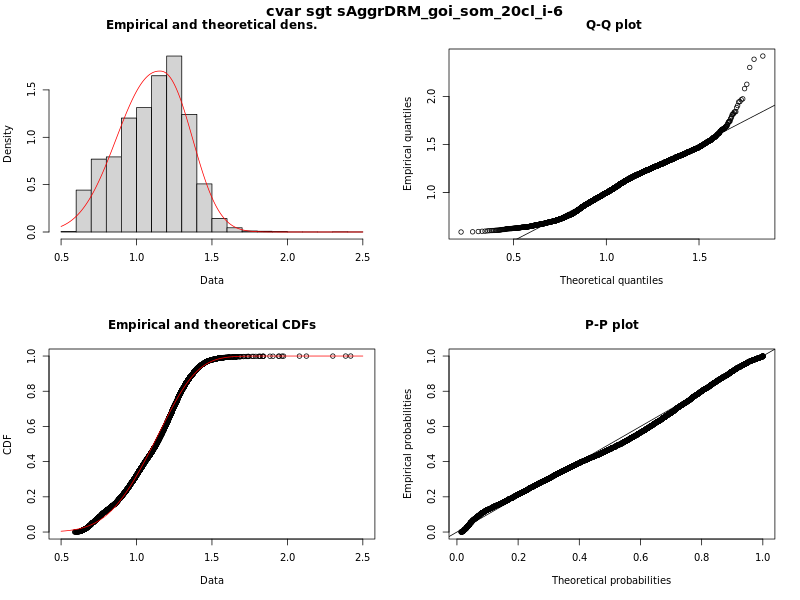 cvar sgt sAggrDRM_goi_som_20cl_i-6
Empirical and theoretical dens.
Density
0.0 0.5 1.0 1.5
0.5 1.0 1.5 2.0 2.5
Data
Q-Q plot
Empirical quantiles
1.0 1.5 2.0
0.5 1.0 1.5
Theoretical quantiles
Empirical and theoretical CDFs
CDF
0.0 0.2 0.4 0.6 0.8 1.0
0.5 1.0 1.5 2.0 2.5
Data
P-P plot
Empirical probabilities
0.0 0.2 0.4 0.6 0.8 1.0
0.0 0.2 0.4 0.6 0.8 1.0
Theoretical probabilities